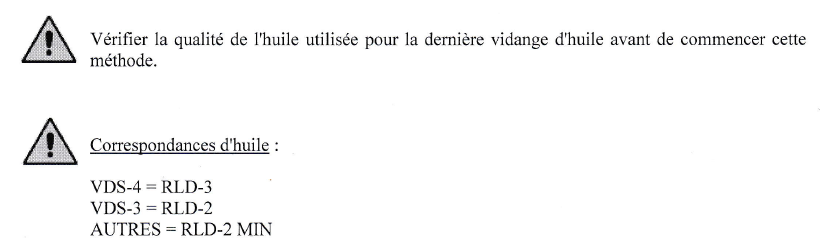 Vérifier la qualité de l'huile utilisée pour la dernière vidange d'huile avant de commencer cette
méthode.
Correspondances d'huile :
VDS-4 = RLD-3
VDS-3 = RLD-2
AUTRES = RLD-2 MIN